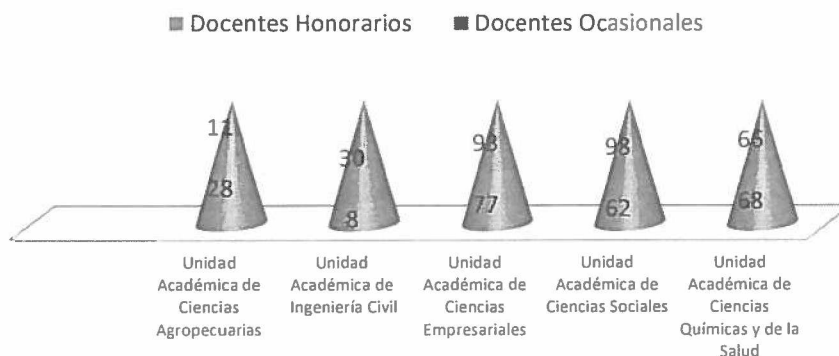 Docentes Honorarios Docentes Ocasionales
11 30 93 98 66
28 8 77 62 68
Unidad Académica de Ciencias Agropecuarias
Unidad Académica de Ingeniería Civil
Unidad Académica de Ciencias Empresariales
Unidad Académica de Ciencias Sociales
Unidad Académica de Ciencias Químicas y de la Salud